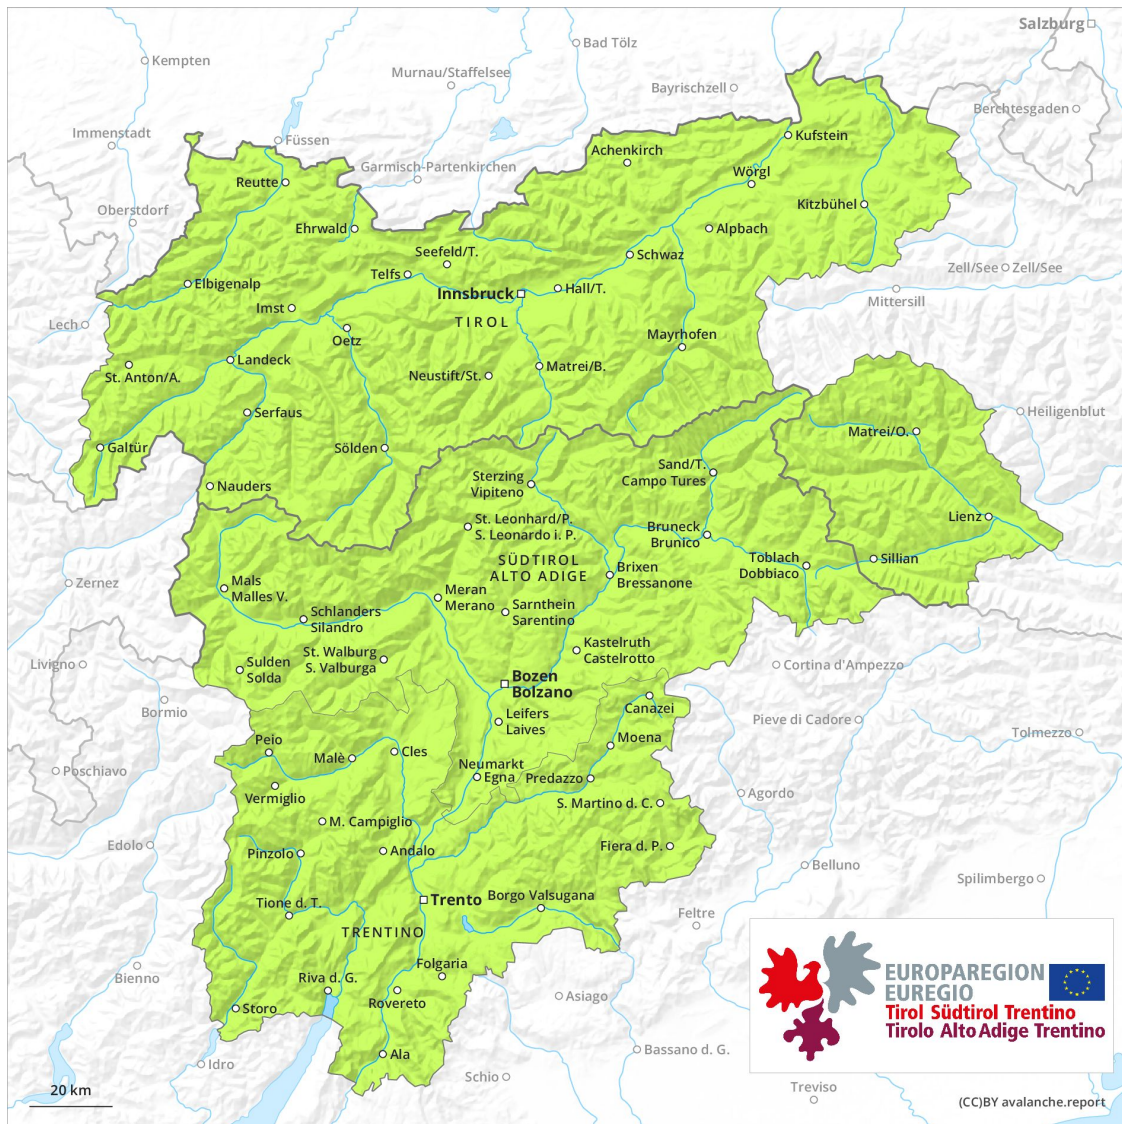 Salzburg
Bad Tölz
Kempten
Murnau/Staffelsee
Bayrischzell
Berchtesgaden
Immenstadt
Füssen
Kufstein
Achenkirch
Garmisch-Partenkirchen
Wörgl
Reutte
Kitzbühel
Oberstdorf
Ehrwald
Alpbach
Seefeld/T.
Schwaz
Telfs
Zell/See
Zell/See
Elbigenalp
Innsbruck
Hall/T.
Mittersill
Imst
TIROL
Lech
Oetz
Mayrhofen
Landeck
Matrei/B.
St. Anton/A.
Neustift/St.
Serfaus
Heiligenblut
Matrei/O.
Galtür
Sölden
Sand/T.
Campo Tures
Sterzing
Vipiteno
Nauders
St. Leonhard/P.
S. Leonardo i. P.
Lienz
Bruneck
Brunico
SÜDTIROL
ALTO ADIGE
Toblach
Dobbiaco
Sillian
Brixen
Bressanone
Zernez
Mals
Malles V.
Meran
Merano
Schlanders
Silandro
Sarnthein
Sarentino
Kastelruth
Castelrotto
St. Walburg
S. Valburga
Livigno
Sulden
Solda
Cortina d'Ampezzo
Bozen
Bolzano
Canazei
Bormio
Leifers
Laives
Pieve di Cadore
Tolmezzo
Moena
Peio
Cles
Malè
Neumarkt
Egna
Predazzo
Poschiavo
Vermiglio
Agordo
S. Martino d. C.
M. Campiglio
Edolo
Fiera d. P.
Pinzolo
Andalo
Belluno
Spilimbergo
Borgo Valsugana
Trento
Tione d. T.
Feltre
TRENTINO
Folgaria
Bienno
Riva d. G.
EUROPAREGION
EUREGIO
Tirol Südtirol Trentino
Tirolo Alto Adige Trentino
Rovereto
Asiago
Storo
Bassano d. G.
Ala
Idro
Schio
Treviso
20 km
(CC)BY avalanche.report